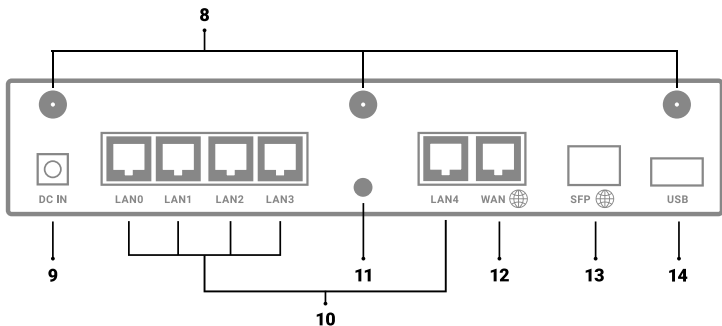 8
DC IN
LAN0
LAN1
LAN2
LAN3
LAN4
WAN
SFP
USB
9
11
12
13
14
10